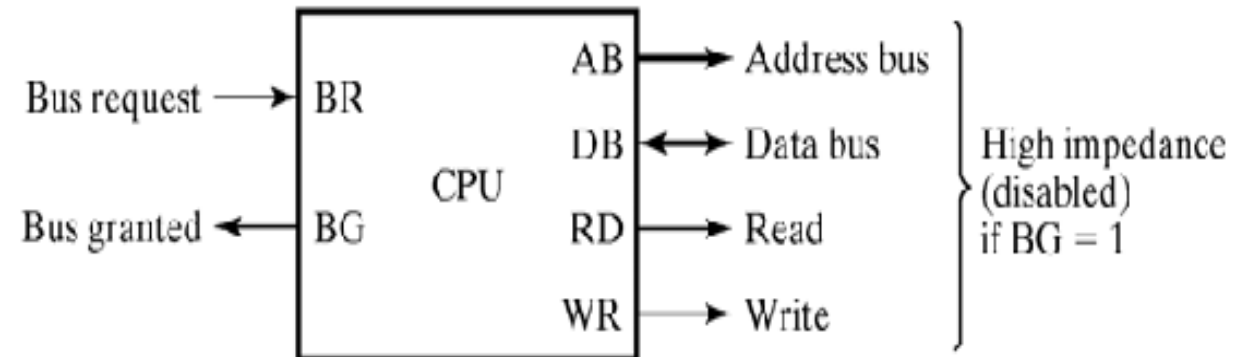 AB
Address bus
Bus request
BR
DB
Data bus
High impedance
(disabled)
if BG = 1
CPU
Bus granted
BG
RD
Read
WR
Write